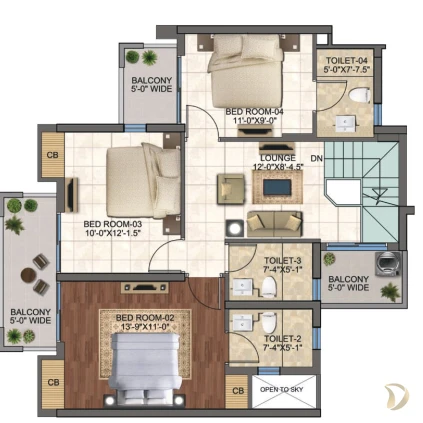 TOILET-04
5'-0"X7'-7.5"
BALCONY
5'-0" WIDE
BED ROOM-04
11'-0"X9'-0"
CB
LOUNGE
12'-0"X8'-4.5"
DN
BED ROOM-03
10'-0"X12'-1.5"
TOILET-3
7'-4"X5'-1"
BALCONY
5'-0" WIDE
BALCONY
5'-0" WIDE
BED ROOM-02
13'-9"X11'-0"
TOILET-2
7'-4"X5'-1"
CB
CB
OPEN TO SKY